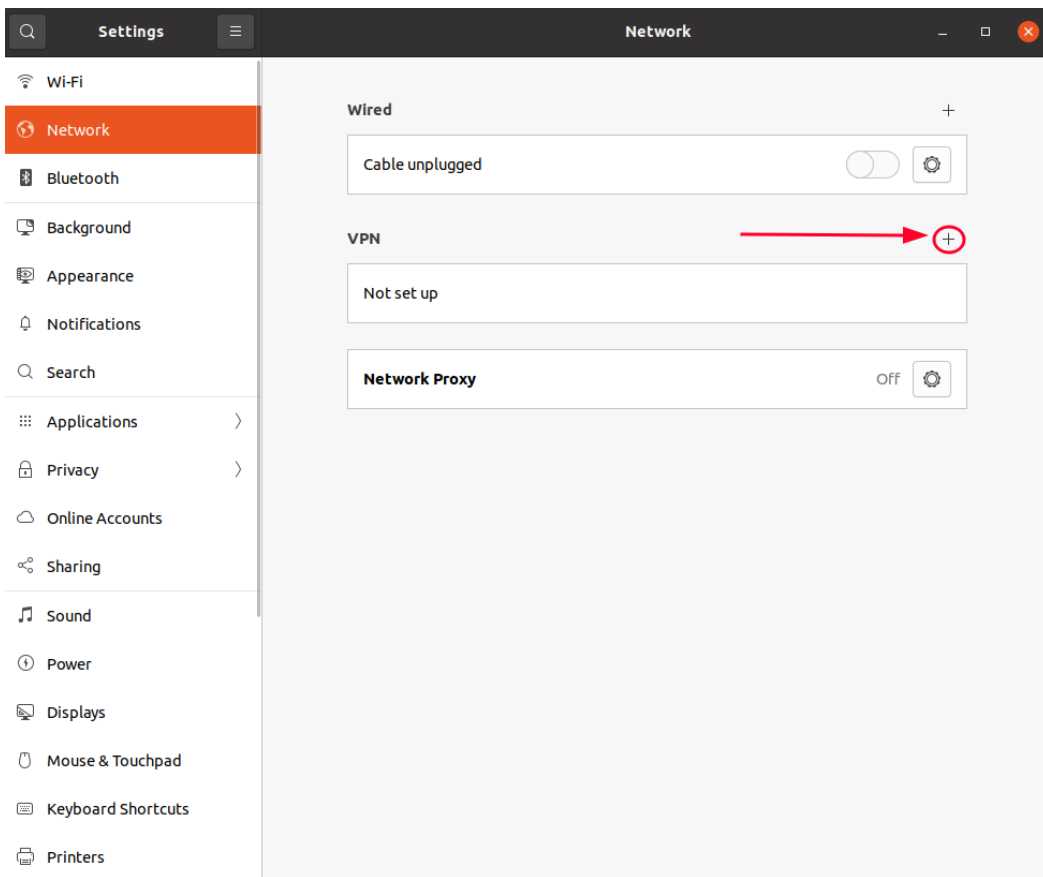 Settings
Network
Wi-Fi
Network
Bluetooth
Background
Appearance
Notifications
Search
Applications
Privacy
Online Accounts
Sharing
Sound
Power
Displays
Mouse & Touchpad
Keyboard Shortcuts
Printers
Wired
Cable unplugged
VPN
Not set up
Network Proxy Off